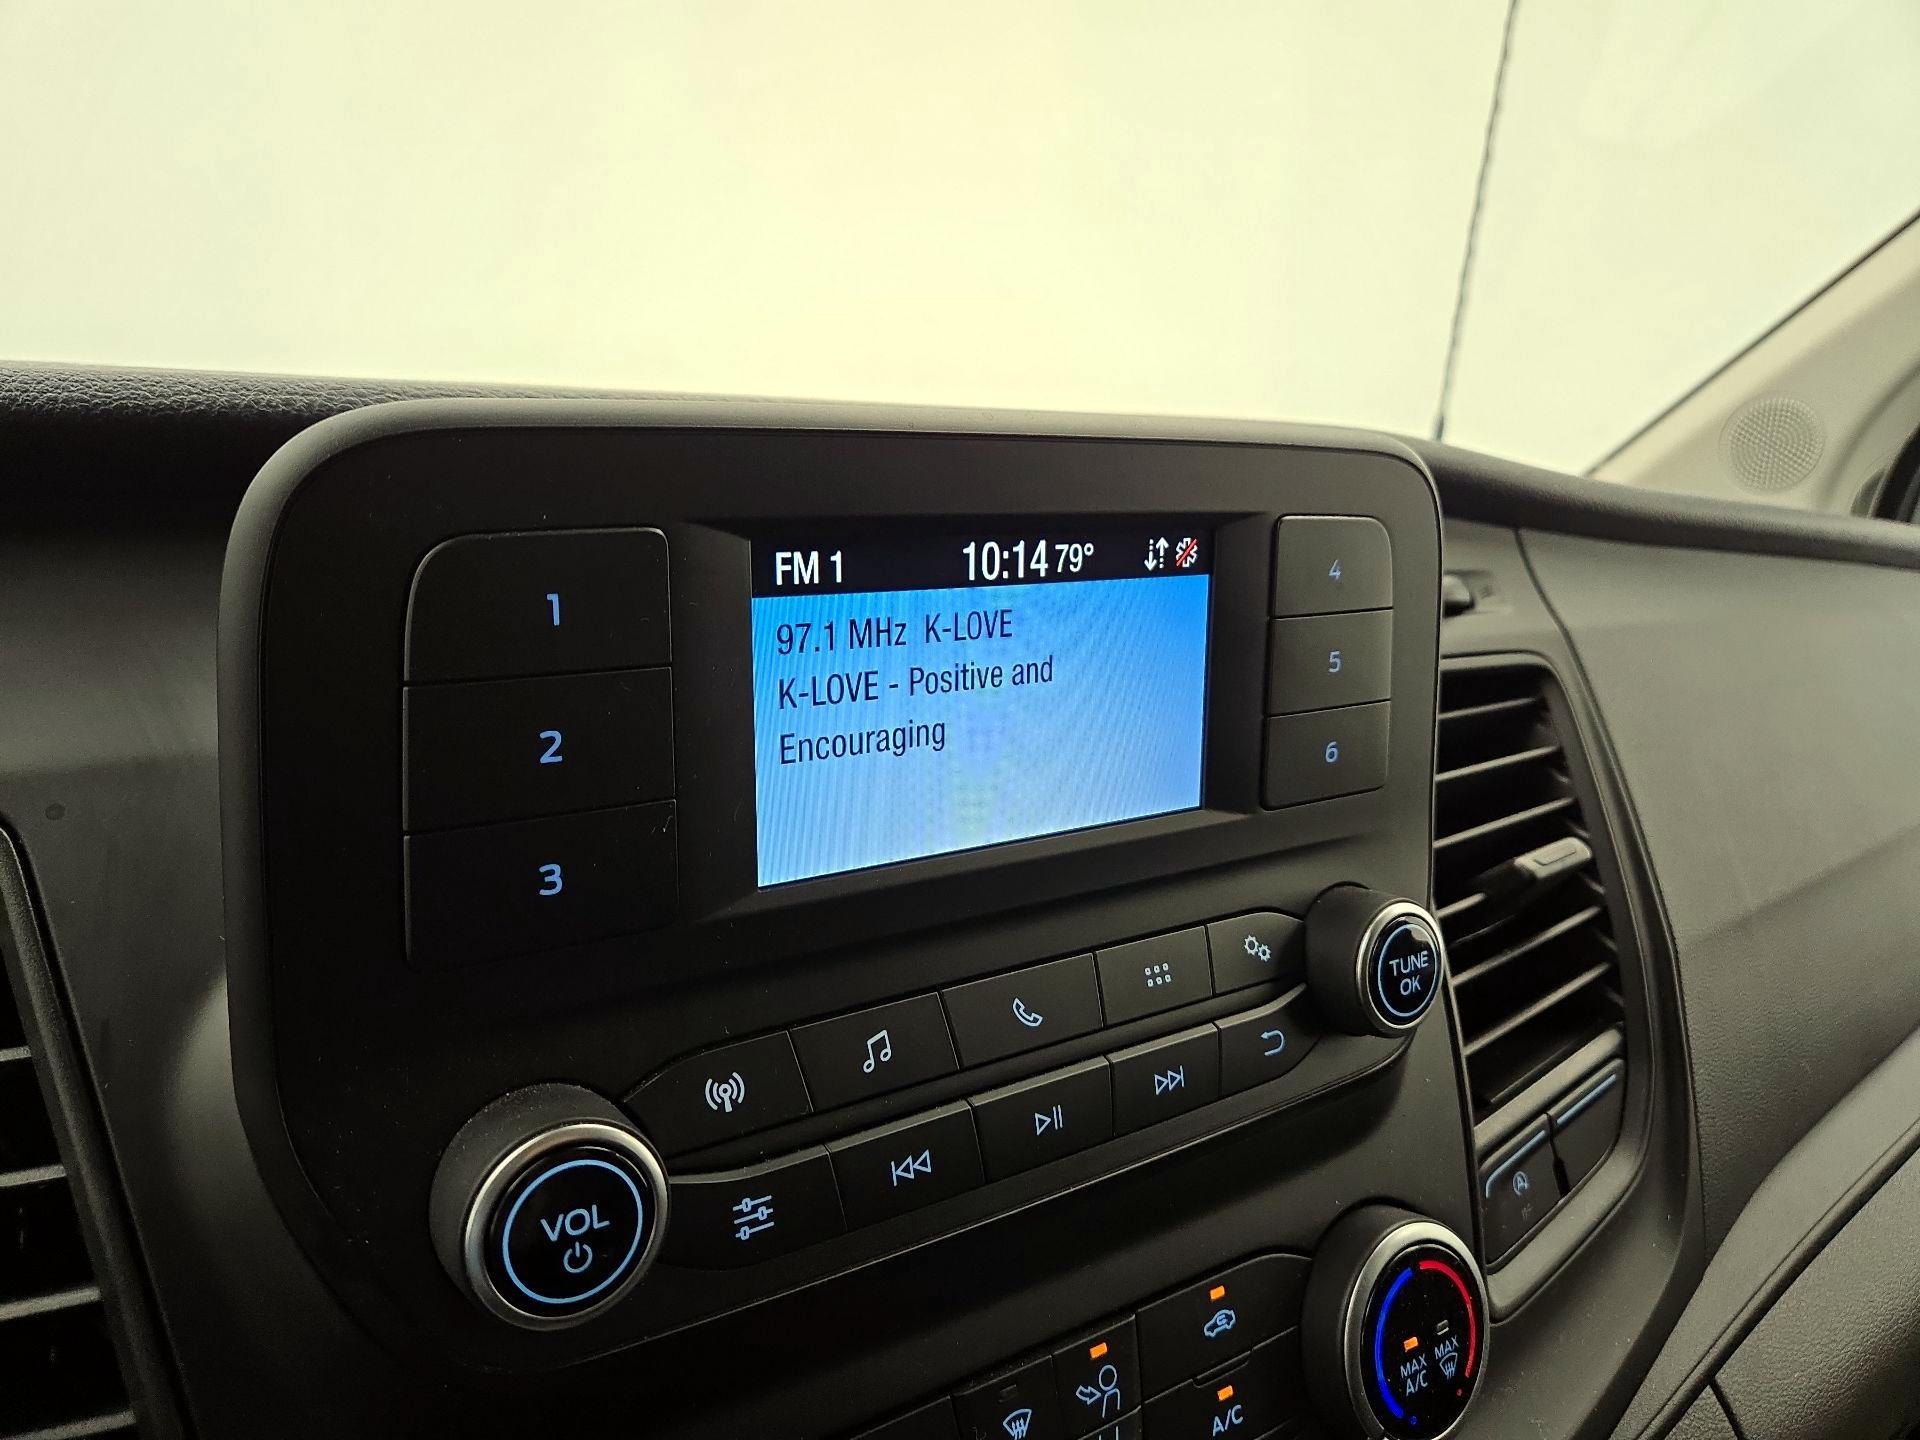 FM 1 10:14 79°
97.1 MHz K-LOVE
K-LOVE - Positive and
Encouraging
1
2
3
4
5
6
TUNE
OK
VOL
MAX
A/C
MAX
A/C